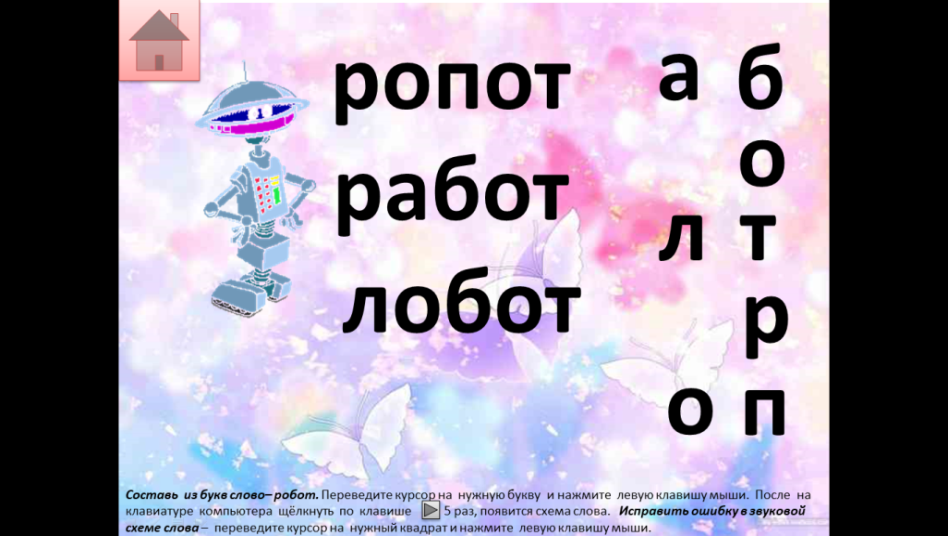 ропот
работ
лобот
а б
о
л т
р
о п
Составь из букв слово– робот. Переведите курсор на нужную букву и нажмите левую клавишу мыши. После на
клавиатуре компьютера щёлкнуть по клавише 5 раз, появится схема слова. Исправить ошибку в звуковой
схеме слова – переведите курсор на нужный квадрат и нажмите левую клавишу мыши.